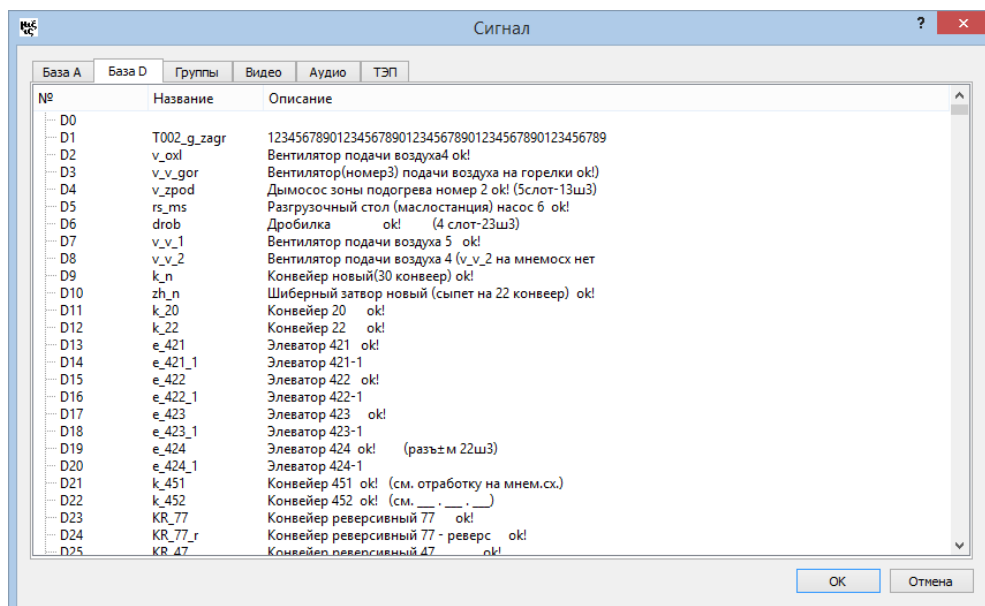 Сигнал ?
База A База D Группы Видео Аудио ТЭП
№ Название Описание
D0
D1 T002_g_zagr 1234567890123456789012345678901234567890123456789
D2 v_oxl Вентилятор подачи воздуха4 ok!
D3 v_v_gor Вентилятор(номер3) подачи воздуха на горелки ok!)
D4 v_zpod Дымосос зоны подогрева номер 2 ok! (5слот-13ш3)
D5 rs_ms Разгрузочный стол (маслостанция) насос 6 ok!
D6 drob Дробилка ok! (4 слот-23ш3)
D7 v_v_1 Вентилятор подачи воздуха 5 ok!
D8 v_v_2 Вентилятор подачи воздуха 4 (v_v_2 на мнемосх нет
D9 k_n Конвейер новый(30 конвеер) ok!
D10 zh_n Шиберный затвор новый (сыпет на 22 конвеер) ok!
D11 k_20 Конвейер 20 ok!
D12 k_22 Конвейер 22 ok!
D13 e_421 Элеватор 421 ok!
D14 e_421_1 Элеватор 421-1
D15 e_422 Элеватор 422 ok!
D16 e_422_1 Элеватор 422-1
D17 e_423 Элеватор 423 ok!
D18 e_423_1 Элеватор 423-1
D19 e_424 Элеватор 424 ok! (разъ±м 22ш3)
D20 e_424_1 Элеватор 424-1
D21 k_451 Конвейер 451 ok! (см. отработку на мнем.сх.)
D22 k_452 Конвейер 452 ok! (см. __ . __ . __)
D23 KR_77 Конвейер реверсивный 77 ok!
D24 KR_77_r Конвейер реверсивный 77 - реверс ok!
D25 KR_47 Конвейер реверсивный 47 ok!
OK Отмена